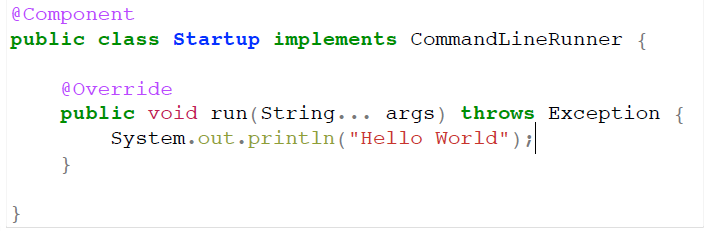 @Component
public class Startup implements CommandLineRunner {
@Override
public void run(String... args) throws Exception {
System.out.println("Hello World");
}
}